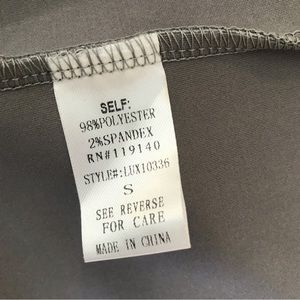 SELF:
98%POLYESTER
2%SPANDEX
RN#119140
STYLE#:LUX10336
S
SEE REVERSE
FOR CARE
MADE IN CHINA